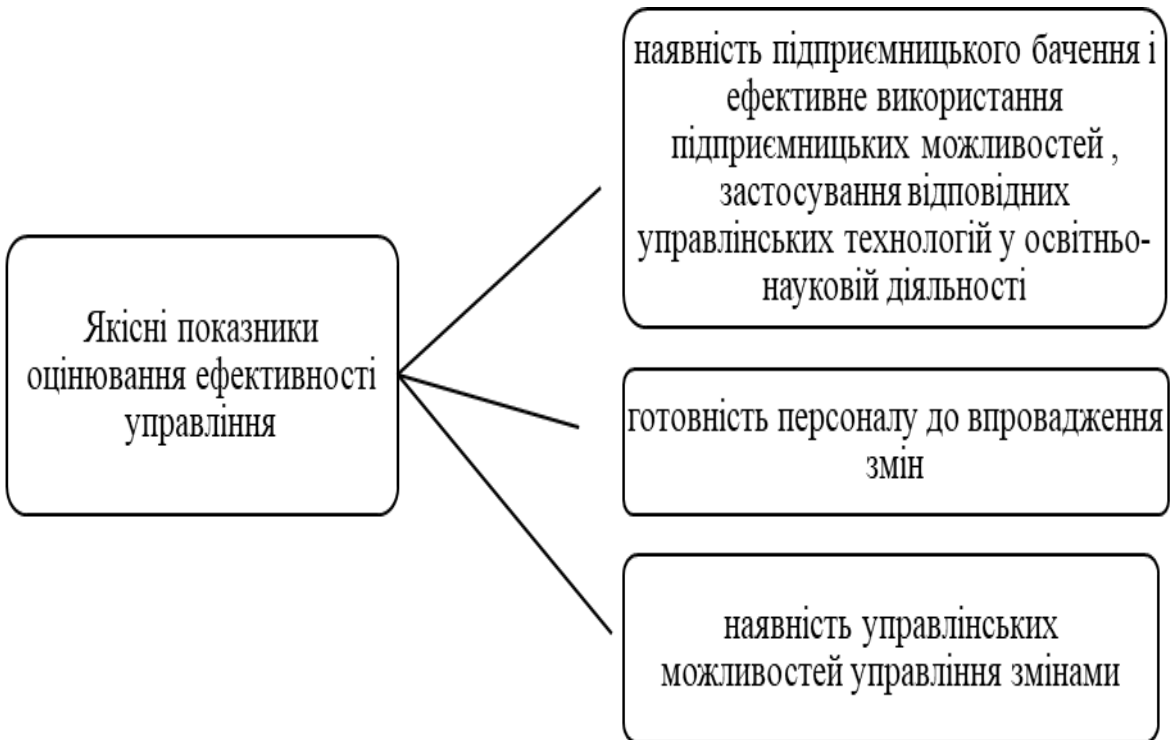 Якісні показники
оцінювання ефективності
управління
наявність підприємницького бачення і
ефективне використання
підприємницьких можливостей ,
застосування відповідних
управлінських технологій у освітньо-
науковій діяльності
готовність персоналу до впровадження
змін
наявність управлінських
можливостей управління змінами